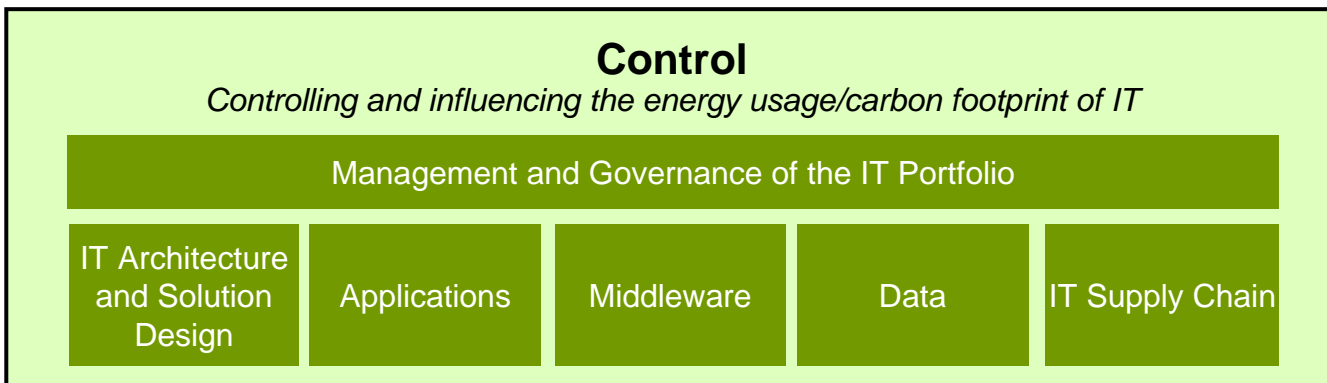 Control
Controlling and influencing the energy usage/carbon footprint of IT
Management and Governance of the IT Portfolio
IT Architecture
and Solution
Design
Applications
Middleware
Data
IT Supply Chain